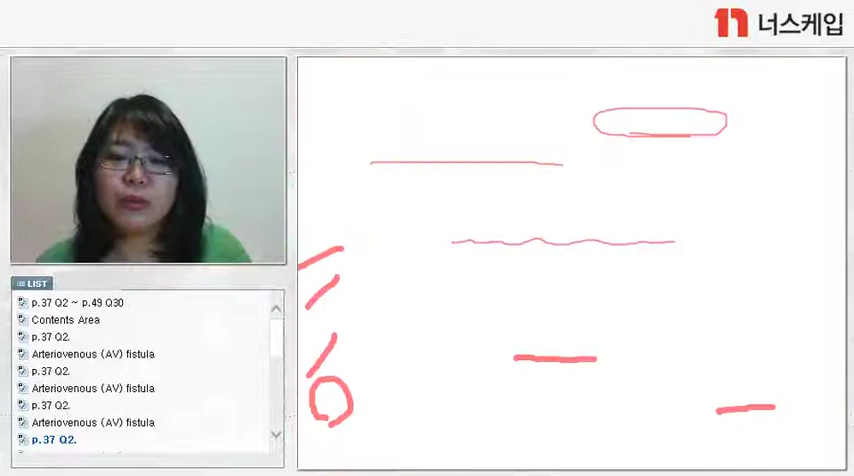 너스케입
LIST
p.37 Q2 ~ p.49 Q30
Contents Area
p.37 Q2.
Arteriovenous (AV) fistula
p.37 Q2.
Arteriovenous (AV) fistula
p.37 Q2.
Arteriovenous (AV) fistula
p.37 Q2.